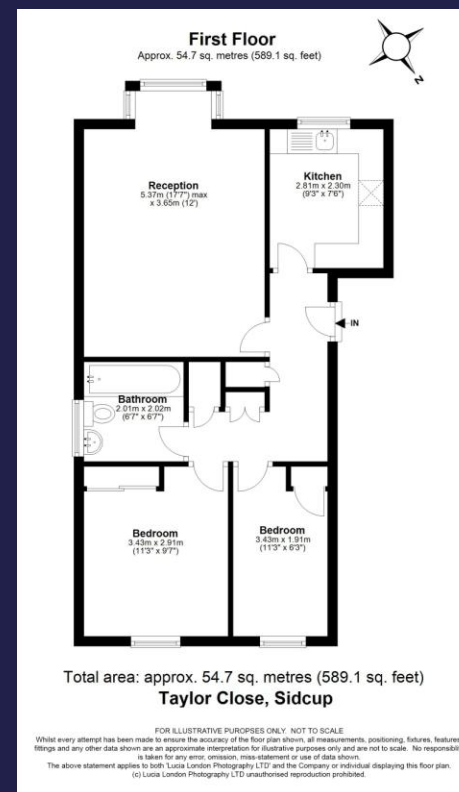 First Floor
Approx. 54.7 sq. metres (589.1 sq. feet)
N
Reception
5.37m (17'7") max
x 3.65m (12')
Kitchen
2.81m x 2.30m
(9'3" x 7'6")
IN
Bathroom
2.01m x 2.02m
(6'7" x 6'7")
Bedroom
3.43m x 2.91m
(11'3" x 9'7")
Bedroom
3.43m x 1.91m
(11'3" x 6'3")
Total area: approx. 54.7 sq. metres (589.1 sq. feet)
Taylor Close, Sidcup
FOR ILLUSTRATIVE PURPOSES ONLY. NOT TO SCALE
Whilst every attempt has been made to ensure the accuracy of the floor plan shown, all measurements, positioning, fixtures, features,
fittings and any other data shown are an approximate interpretation for illustrative purposes only and are not to scale. No responsibili
is taken for any error, omission, miss-statement or use of data shown.
The above statement applies to both 'Lucia London Photography LTD' and the Company or individual displaying this floor plan.
(c) Lucia London Photography LTD unauthorised reproduction prohibited.